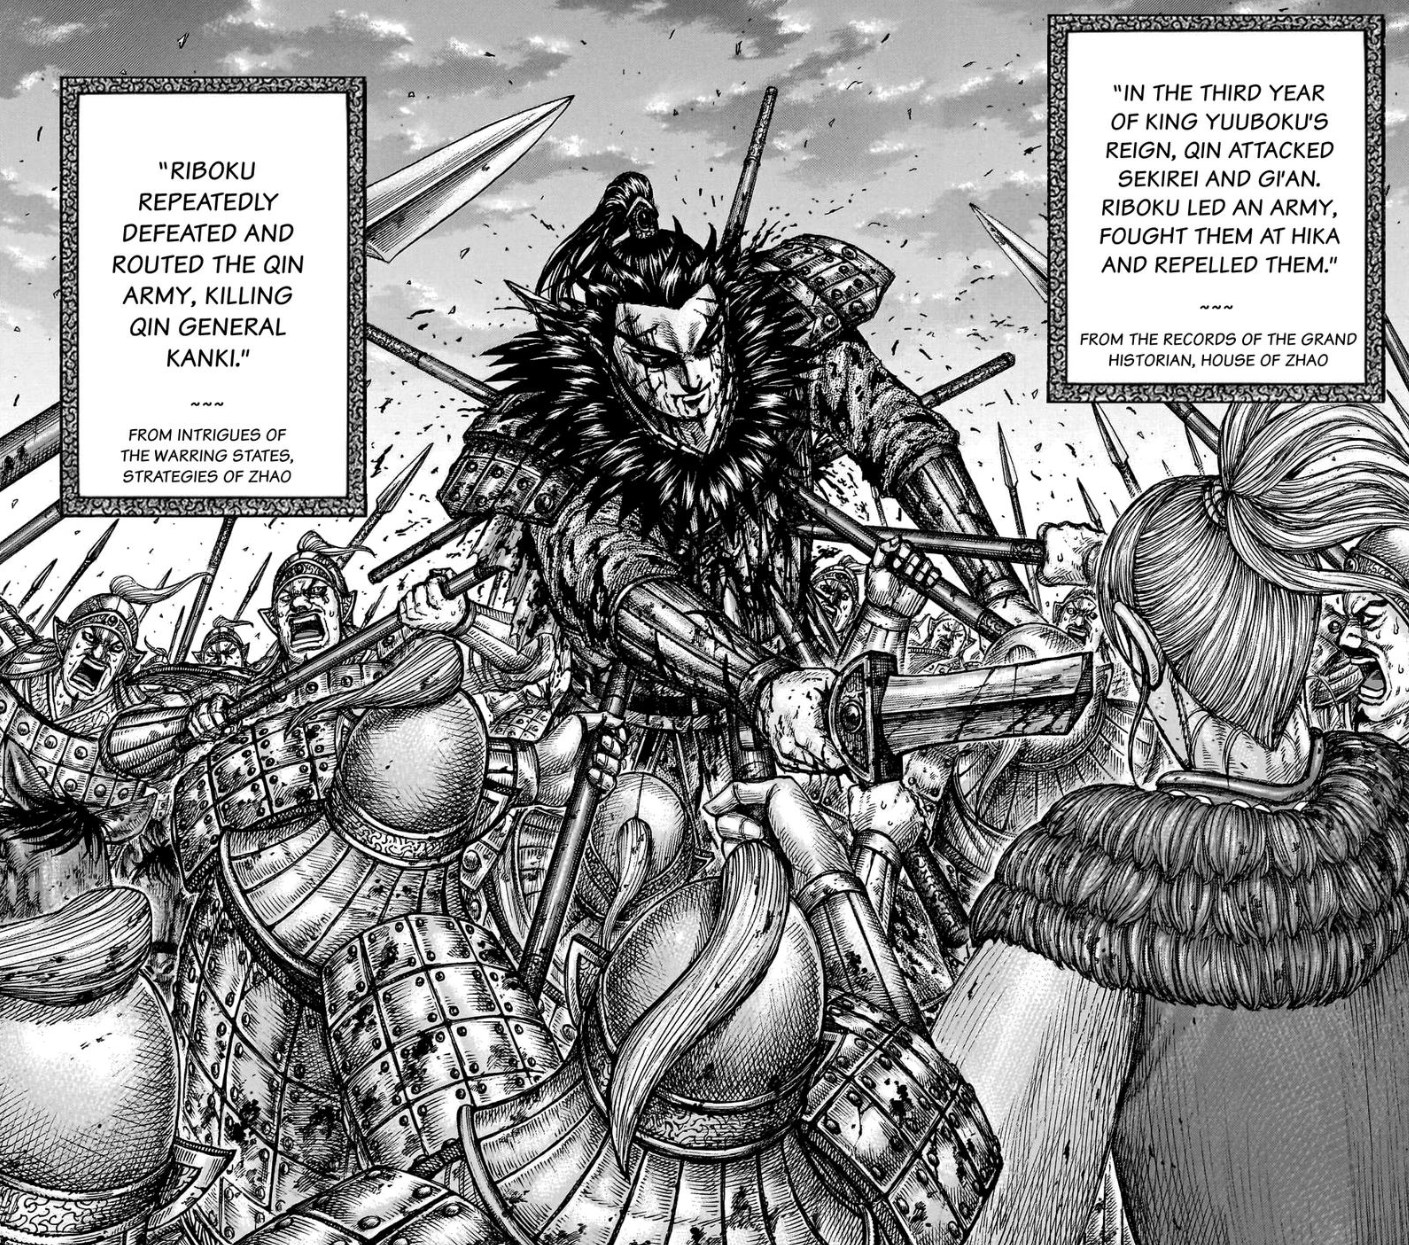 "IN THE THIRD YEAR
OF KING YUUBOKU'S
REIGN, QIN ATTACKED
SEKIREI AND GI'AN.
RIBOKU LED AN ARMY,
FOUGHT THEM AT HIKA
AND REPELLED THEM."
~~~
FROM THE RECORDS OF THE GRAND
HISTORIAN, HOUSE OF ZHAO
"RIBOKU
REPEATEDLY
DEFEATED AND
ROUTED THE QIN
ARMY, KILLING
QIN GENERAL
KANKI."
~~~
FROM INTRIGUES OF
THE WARRING STATES,
STRATEGIES OF ZHAO